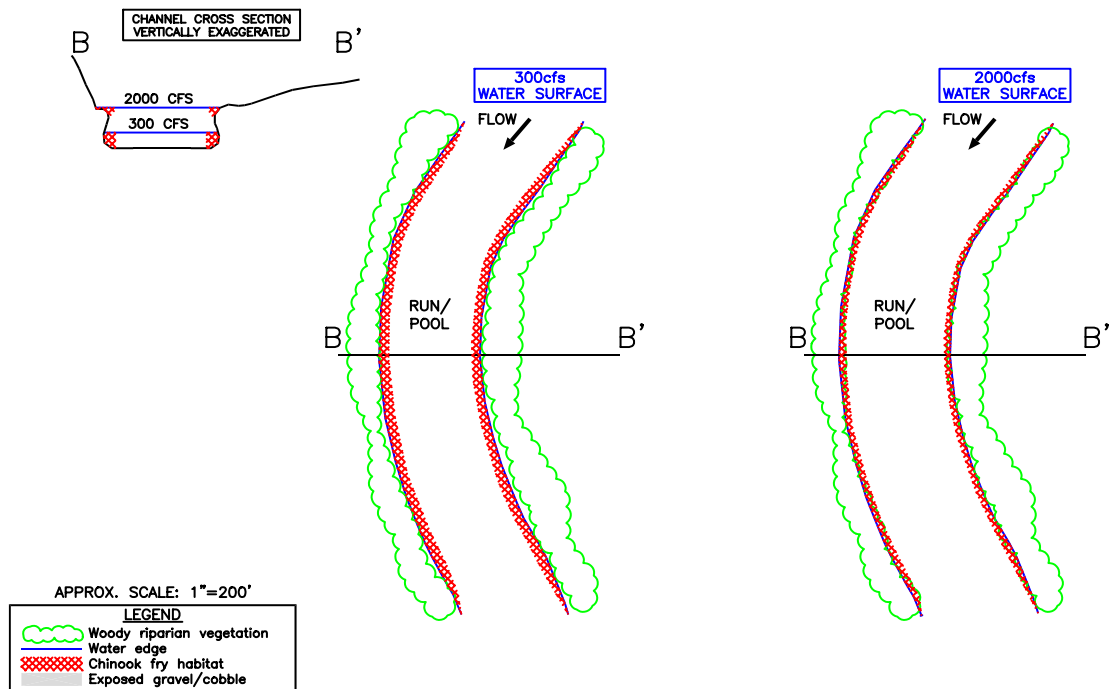 CHANNEL CROSS SECTION
VERTICALLY EXAGGERATED
B
B'
2000 CFS
300 CFS
300cfs
WATER SURFACE
FLOW
RUN/
POOL
B
B'
2000cfs
WATER SURFACE
FLOW
RUN/
POOL
B
B'
APPROX. SCALE: 1"=200'
LEGEND
Woody riparian vegetation
Water edge
Chinook fry habitat
Exposed gravel/cobble